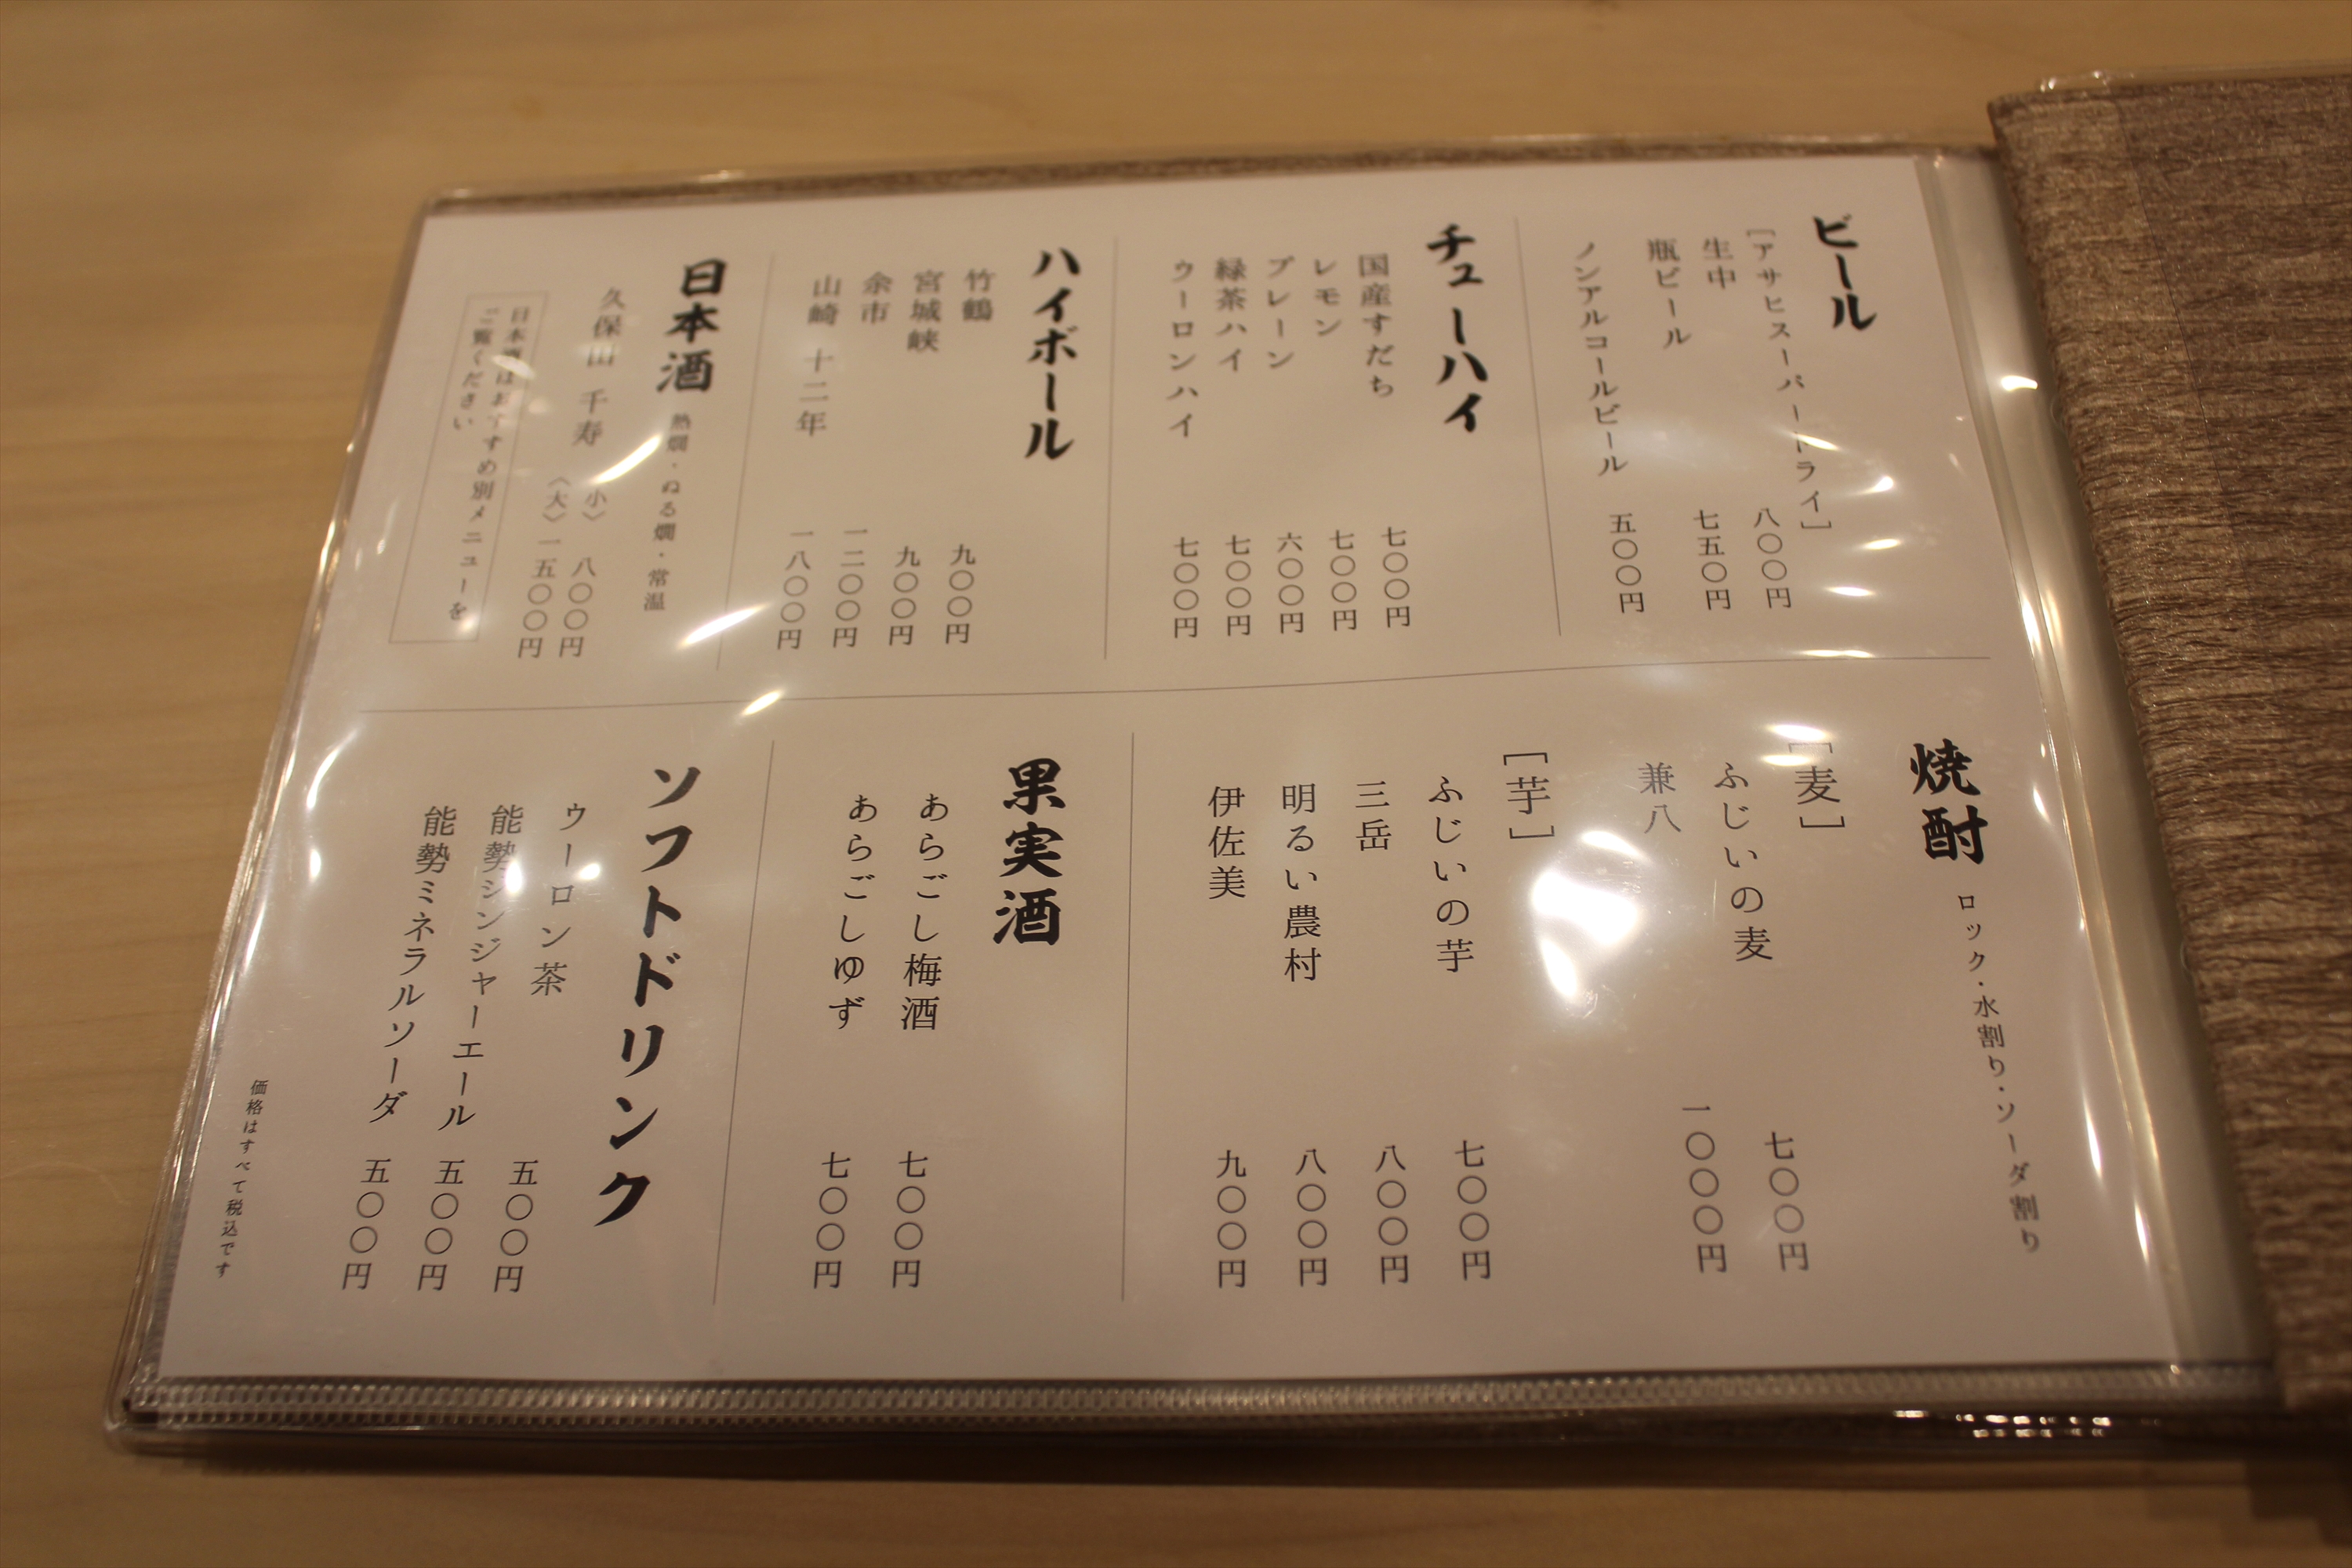 ビール
[アサヒスーパードライ]
生中 八〇〇円
瓶ビール 七五〇円
ノンアルコールビール 五〇〇円
チューハイ
国産すだち 七〇〇円
レモン 七〇〇円
プレーン 六〇〇円
緑茶ハイ 七〇〇円
ウーロンハイ 七〇〇円
ハイボール
竹鶴 九〇〇円
宮城峡 九〇〇円
余市 一二〇〇円
山崎 十二年 一八〇〇円
日本酒 熱燗・ぬる燗・常温
久保田 千寿 〈小〉 八〇〇円
〈大〉 一五〇〇円
日本酒はおすすめ別メニューを
ご覧ください
焼酎 ロック・水割り・ソーダ割り
[麦]
ふじいの麦 七〇〇円
兼八 一〇〇〇円
[芋]
ふじいの芋 七〇〇円
三岳 八〇〇円
明るい農村 八〇〇円
伊佐美 九〇〇円
果実酒
あらごし梅酒 七〇〇円
あらごしゆず 七〇〇円
ソフトドリンク
ウーロン茶 五〇〇円
能勢ジンジャーエール 五〇〇円
能勢ミネラルソーダ 五〇〇円
価格はすべて税込です